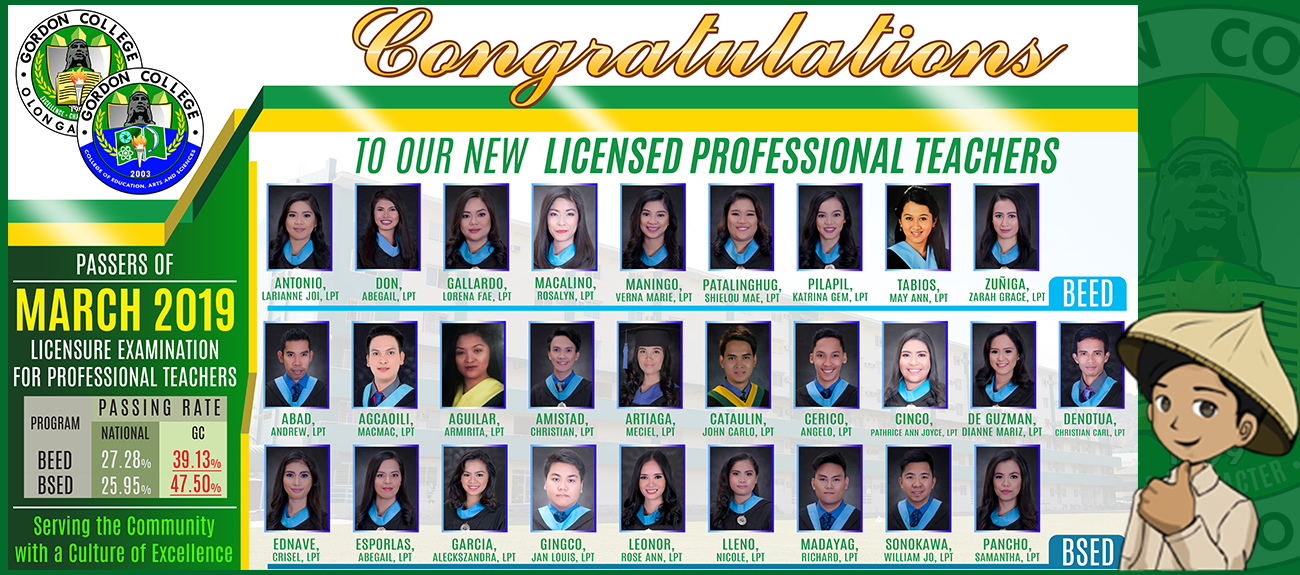 GORDON COLLEGE
OLONGA
GORDON COLLEGE
2003
COLLEGE OF EDUCATION, ARTS AND SCIENCES
Congratulations
TO OUR NEW LICENSED PROFESSIONAL TEACHERS
PASSERS OF
MARCH 2019
LICENSURE EXAMINATION
FOR PROFESSIONAL TEACHERS
PROGRAM PASSING RATE
NATIONAL GC
BEED 27.28% 39.13%
BSED 25.95% 47.50%
Serving the Community
with a Culture of Excellence
ANTONIO,
LARIANNE JOI, LPT
DON,
ABEGAIL, LPT
GALLARDO,
LORENA FAE, LPT
MACALINO,
ROSALYN, LPT
MANINGO,
VERNA MARIE, LPT
PATALINGHUG,
SHIELOU MAE, LPT
PILAPIL,
KATRINA GEM, LPT
TABIOS,
MAY ANN, LPT
ZUÑIGA,
ZARAH GRACE, LPT
BEED
ABAD,
ANDREW, LPT
AGCAOILI,
MACMAC, LPT
AGUILAR,
ARMIRITA, LPT
AMISTAD,
CHRISTIAN, LPT
ARTIAGA,
MECIEL, LPT
CATAULIN,
JOHN CARLO, LPT
CERICO,
ANGELO, LPT
CINCO,
PATHRICE ANN JOYCE, LPT
DE GUZMAN,
DIANNE MARIZ, LPT
DENOTUA,
CHRISTIAN CARL, LPT
EDNAVE,
CRISEL, LPT
ESPORLAS,
ABEGAIL, LPT
GARCIA,
ALECKSZANDRA, LPT
GINGCO,
JAN LOUIS, LPT
LEONOR,
ROSE ANN, LPT
LLENO,
NICOLE, LPT
MADAYAG,
RICHARD, LPT
SONOKAWA,
WILLIAM JO, LPT
PANCHO,
SAMANTHA, LPT
BSED